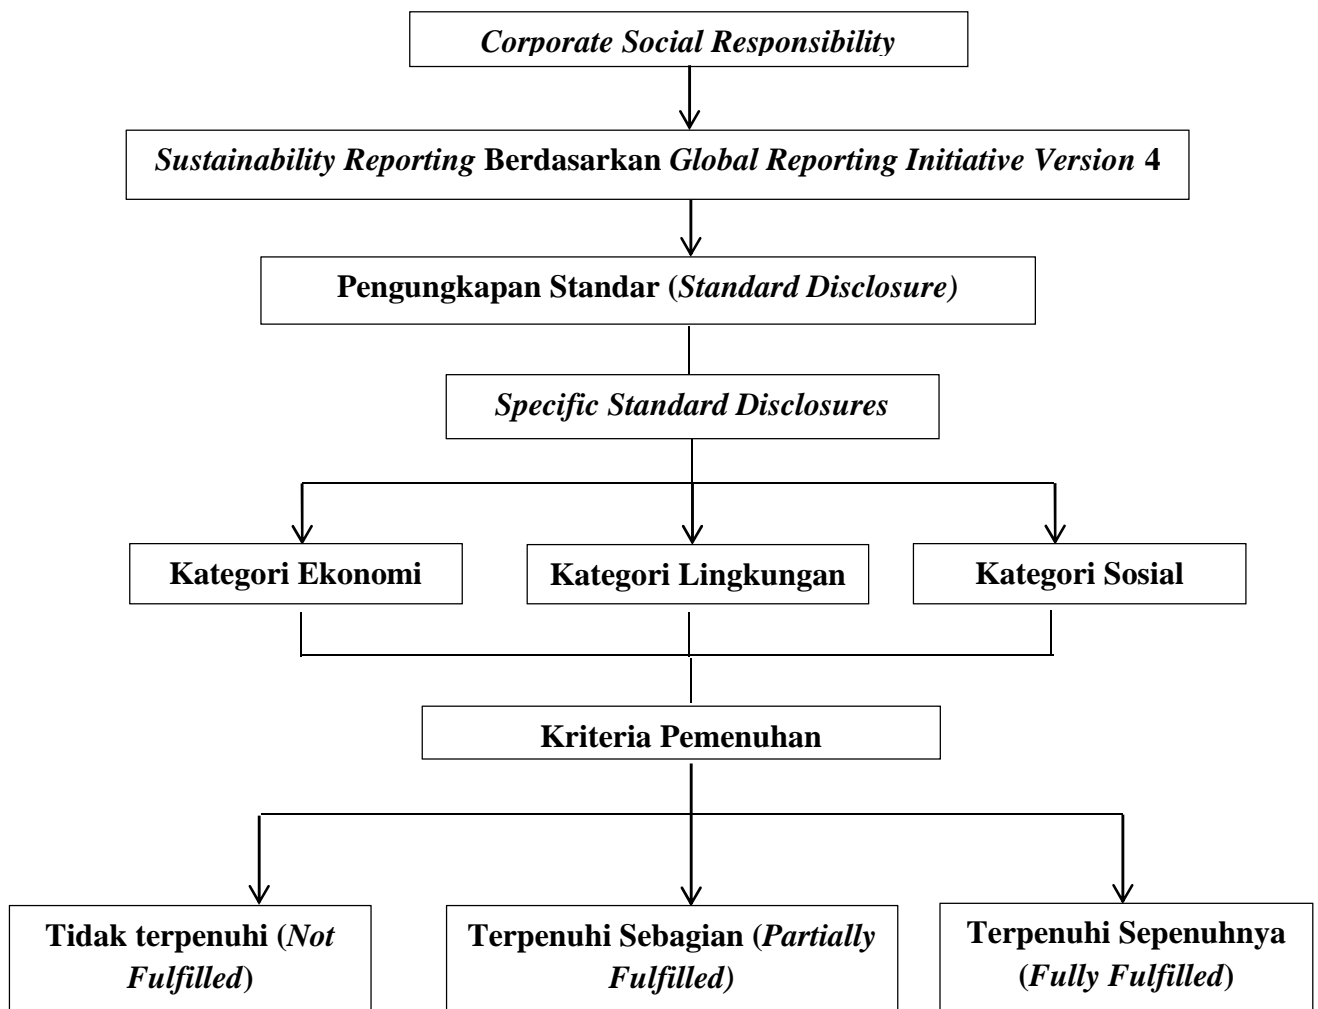 Corporate Social Responsibility
Sustainability Reporting Berdasarkan Global Reporting Initiative Version 4
Pengungkapan Standar (Standard Disclosure)
Specific Standard Disclosures
Kategori Ekonomi
Kategori Lingkungan
Kategori Sosial
Kriteria Pemenuhan
Tidak terpenuhi (Not
Fulfilled)
Terpenuhi Sebagian (Partially
Fulfilled)
Terpenuhi Sepenuhnya
(Fully Fulfilled)